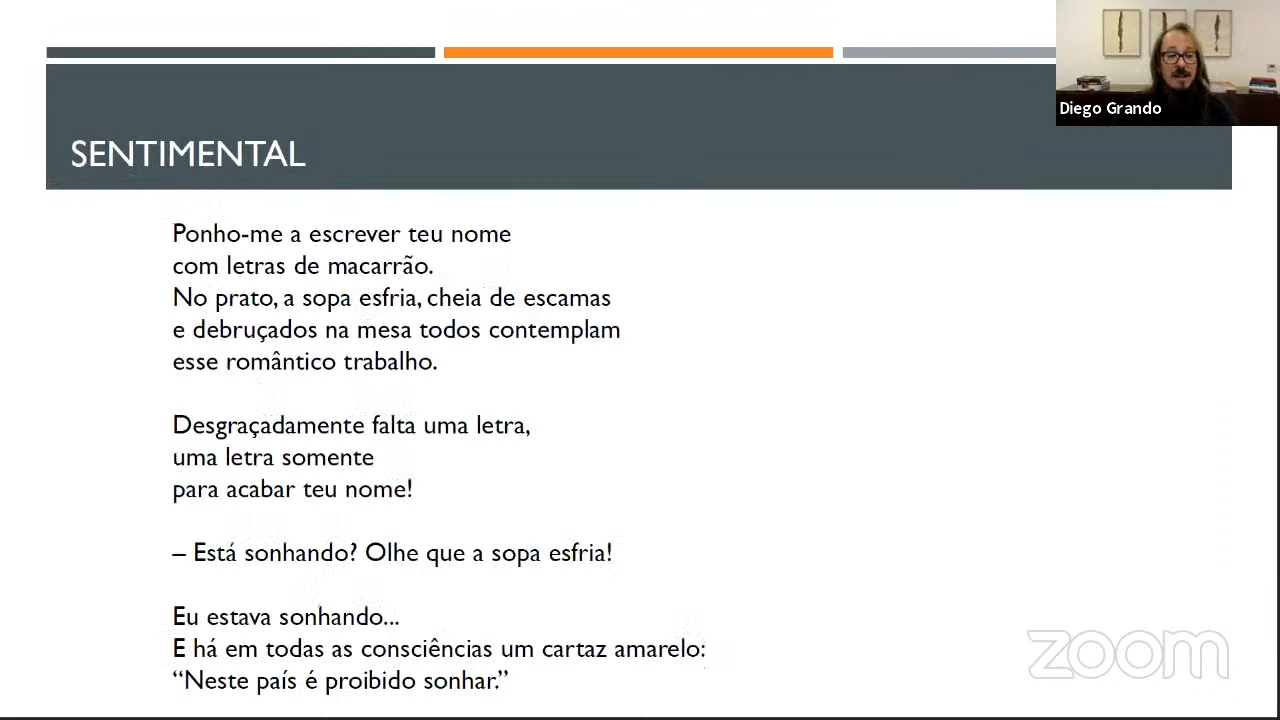 Diego Grando
SENTIMENTAL
Ponho-me a escrever teu nome
com letras de macarrão.
No prato, a sopa esfria, cheia de escamas
e debruçados na mesa todos contemplam
esse romântico trabalho.
Desgraçadamente falta uma letra,
uma letra somente
para acabar teu nome!
– Está sonhando? Olhe que a sopa esfria!
Eu estava sonhando...
E há em todas as consciências um cartaz amarelo:
“Neste país é proibido sonhar.”
zoom